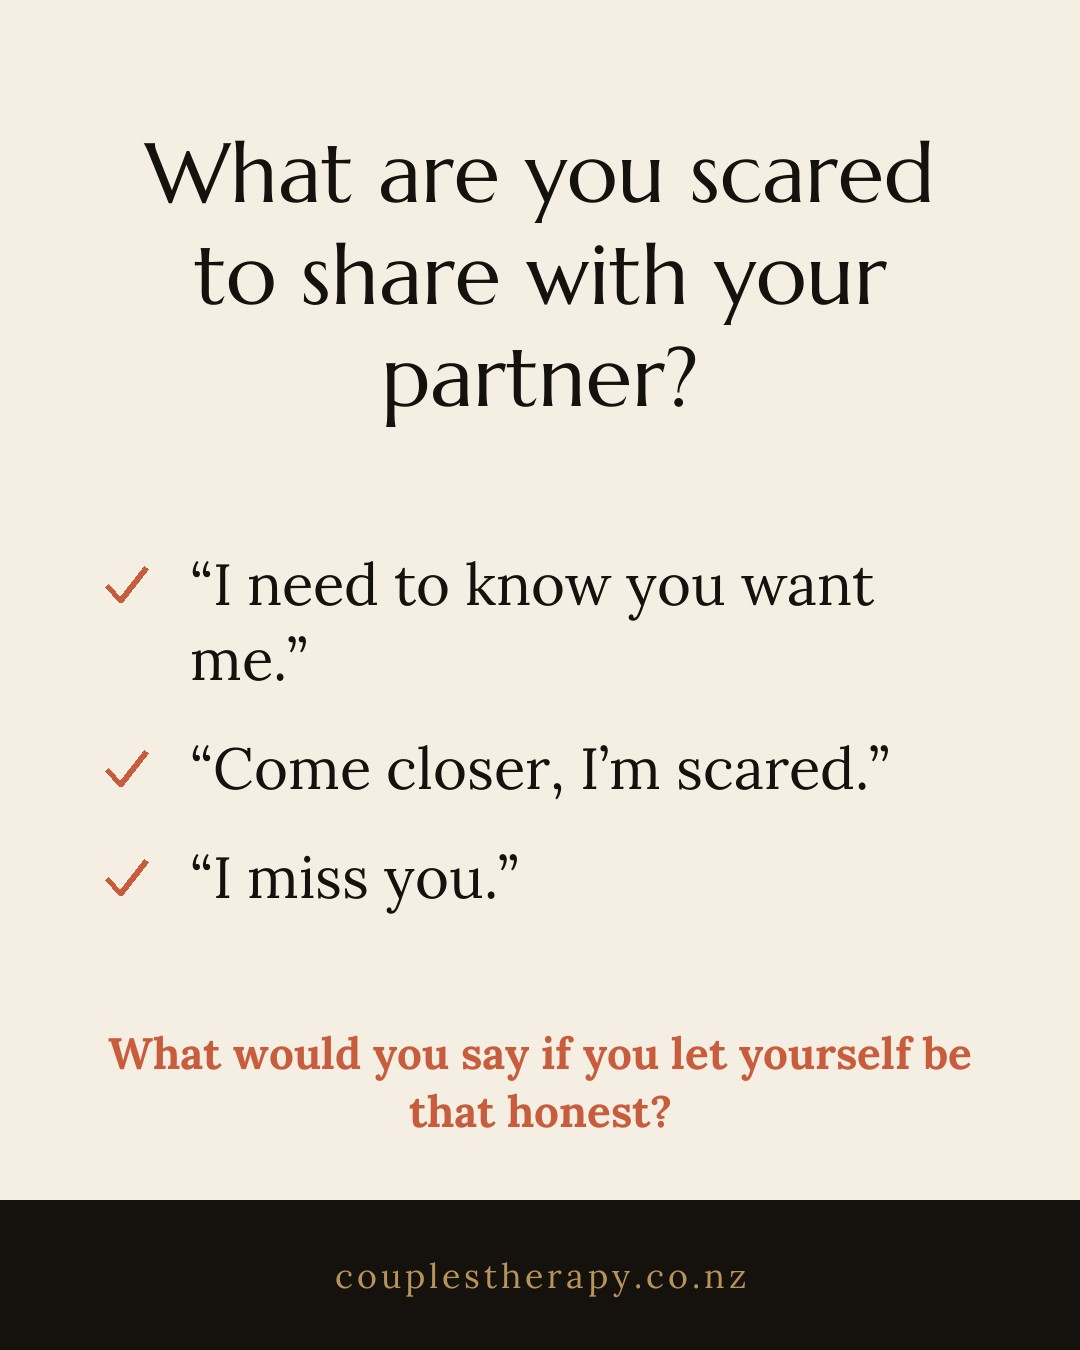 What are you scared
to share with your
partner?
“I need to know you want
me.”
“Come closer, I’m scared.”
“I miss you.”
What would you say if you let yourself be
that honest?
couplestherapy.co.nz